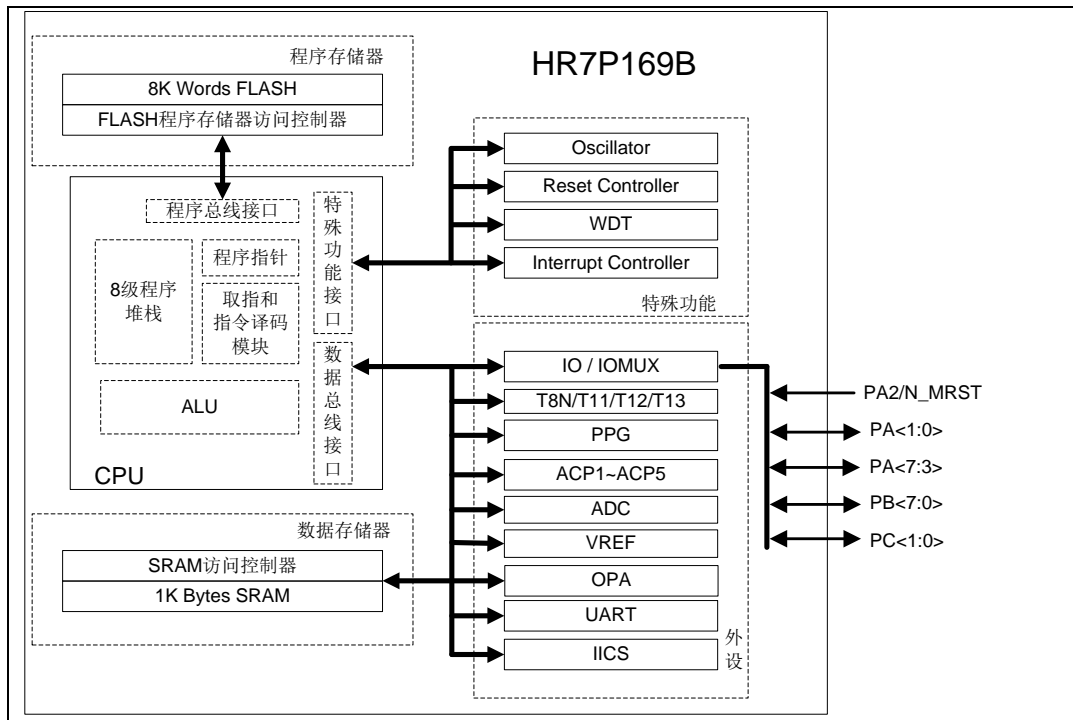 HR7P169B
程序存储器
8K Words FLASH
FLASH程序存储器访问控制器
程序总线接口
8级程序
堆栈
程序指针
取指和
指令译码
模块
ALU
CPU
特殊功能接口
数据总线接口
数据存储器
SRAM访问控制器
1K Bytes SRAM
Oscillator
Reset Controller
WDT
Interrupt Controller
特殊功能
IO / IOMUX
T8N/T11/T12/T13
PPG
ACP1~ACP5
ADC
VREF
OPA
UART
IICS
外设
PA2/N_MRST
PA<1:0>
PA<7:3>
PB<7:0>
PC<1:0>